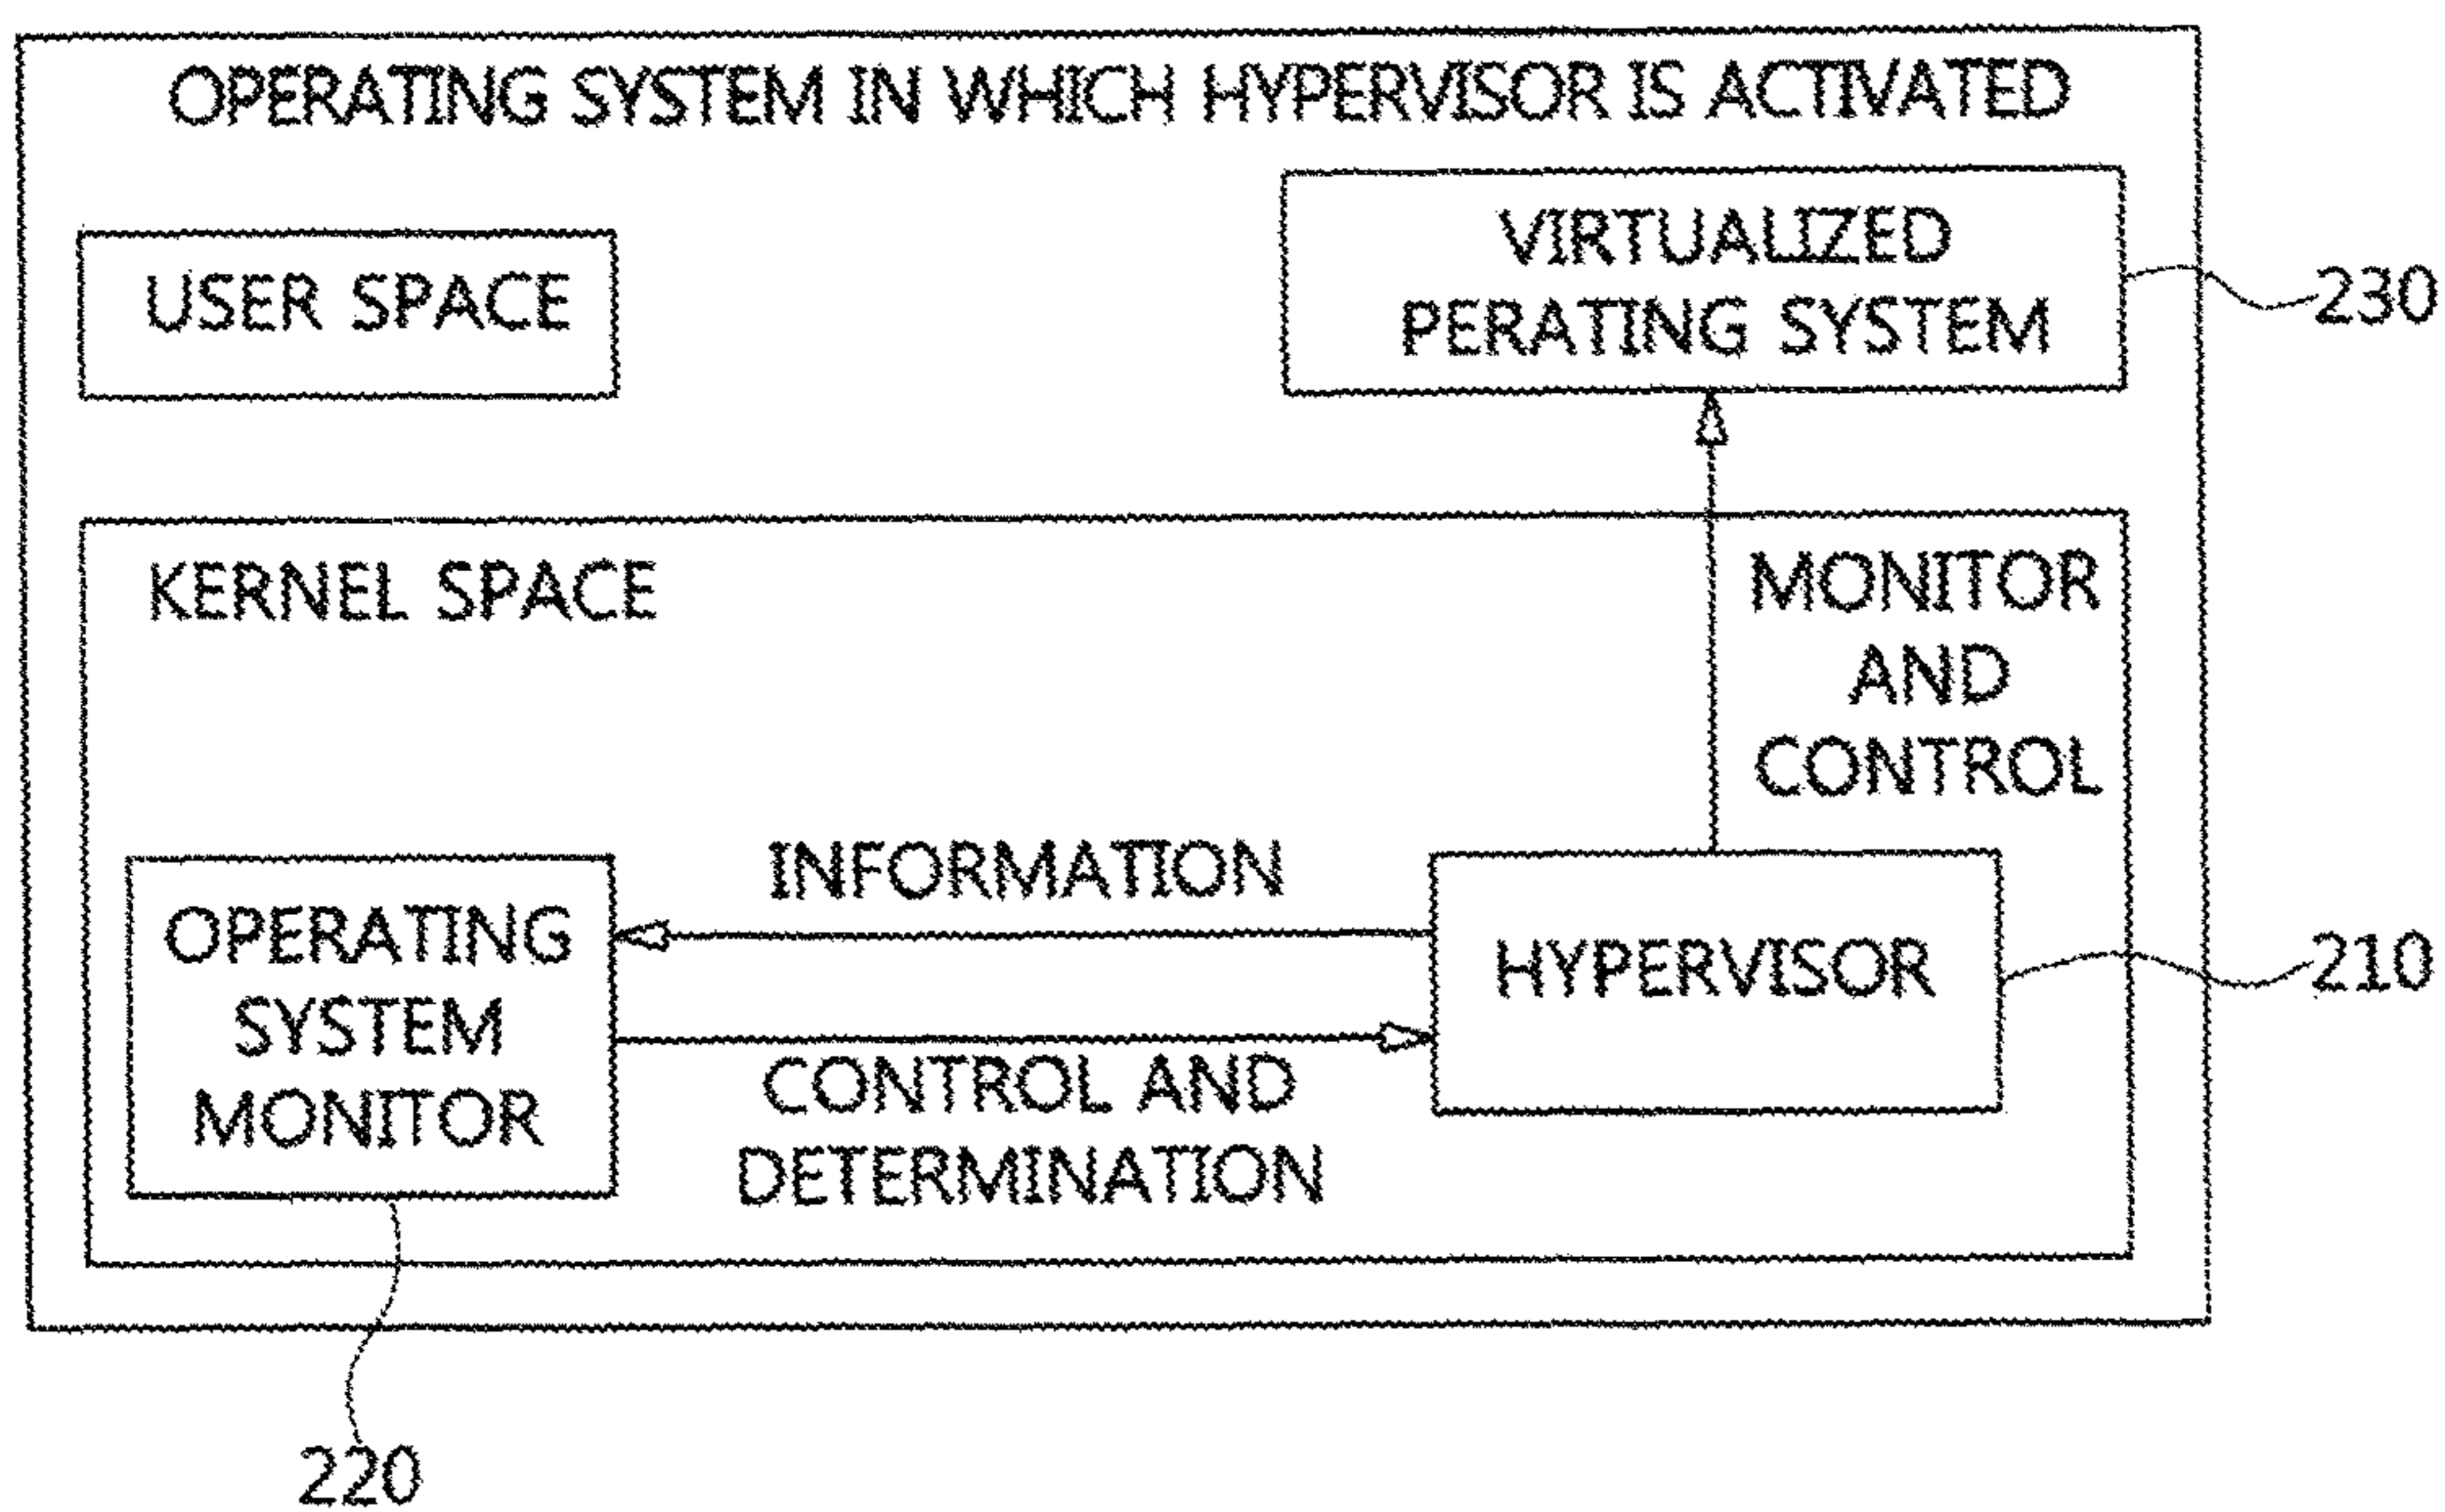 OPERATING SYSTEM IN WHICH HYPERVISOR IS ACTIVATED
USER SPACE
VIRTUALIZED
PERATING SYSTEM
230
KERNEL SPACE
MONITOR
AND
CONTROL
OPERATING
SYSTEM
MONITOR
INFORMATION
CONTROL AND
DETERMINATION
HYPERVISOR
210
220